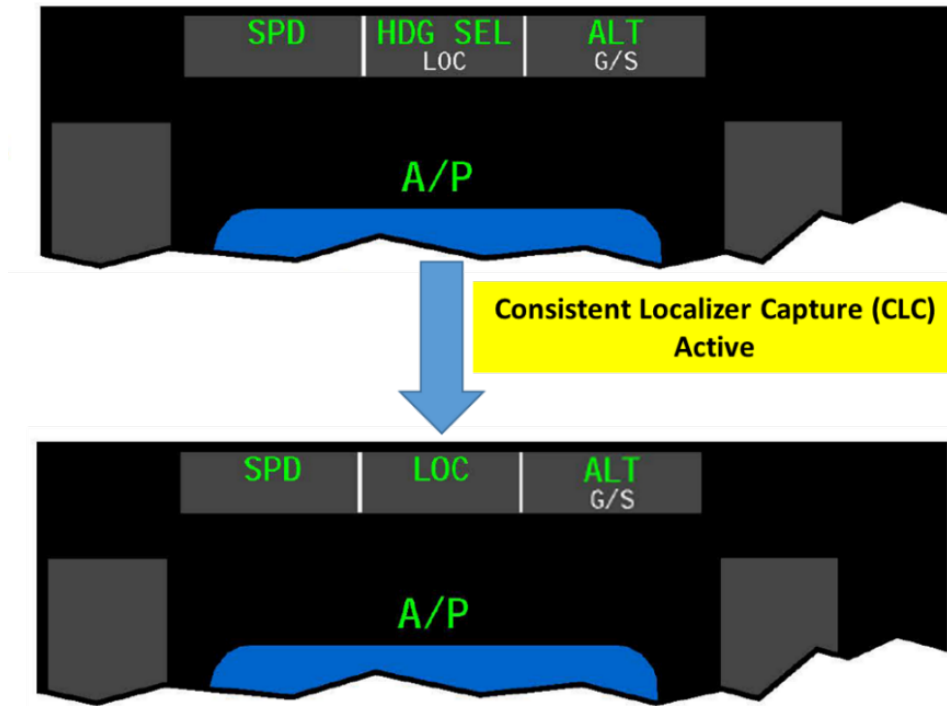 SPD HDG SEL ALT
LOC G/S
A/P
Consistent Localizer Capture (CLC)
Active
SPD LOC ALT
G/S
A/P